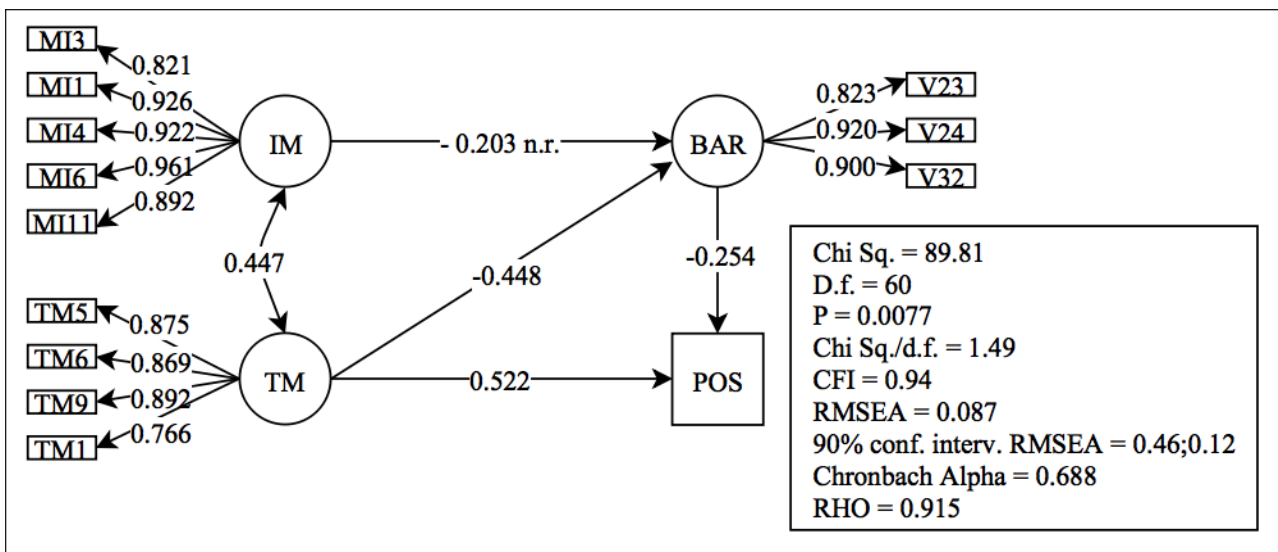 MI3
0.821
MI1
0.926
MI4
0.922
MI6
0.961
MI11
0.892
IM
- 0.203 n.r.
BAR
0.823
V23
0.920
V24
0.900
V32
0.447
-0.448
-0.254
TM5
0.875
TM6
0.869
TM9
0.892
TM1
0.766
TM
0.522
POS
Chi Sq. = 89.81
D.f. = 60
P = 0.0077
Chi Sq./d.f. = 1.49
CFI = 0.94
RMSEA = 0.087
90% conf. interv. RMSEA = 0.46;0.12
Chronbach Alpha = 0.688
RHO = 0.915